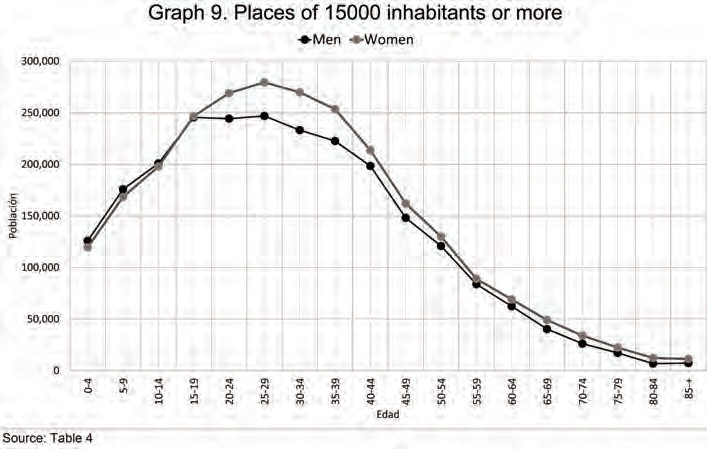 Graph 9. Places of 15000 inhabitants or more
Men Women
300,000
250,000
200,000
150,000
100,000
50,000
0
Población
0-4 5-9 10-14 15-19 20-24 25-29 30-34 35-39 40-44 45-49 50-54 55-59 60-64 65-69 70-74 75-79 80-84 85-+
Edad
Source: Table 4